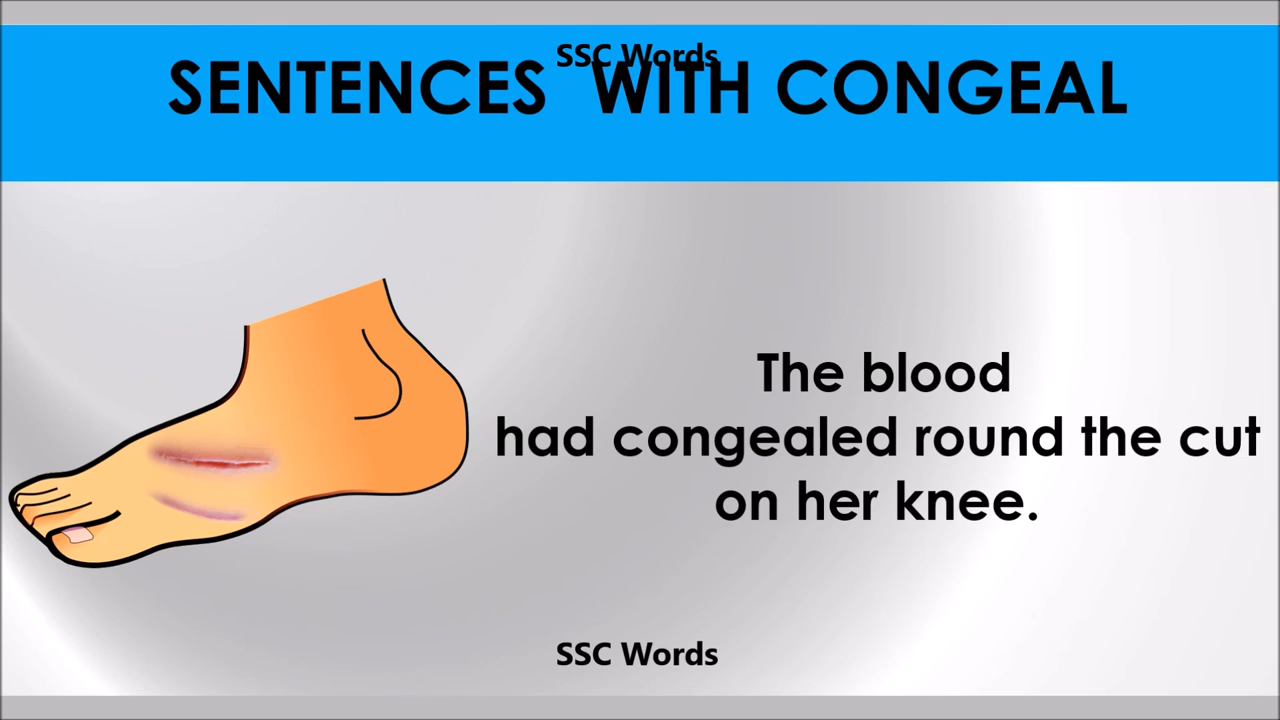 SSC Words
SENTENCES WITH CONGEAL
The blood
had congealed round the cut
on her knee.
SSC Words